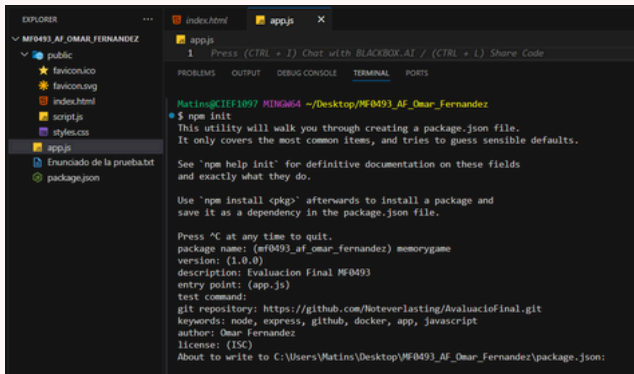 EXPLORER
MF0493_AF_OMAR_FERNANDEZ
public
favicon.ico
favicon.svg
index.html
script.js
styles.css
app.js
Enunciado de la prueba.txt
package.json
index.html
app.js
app.js
1 Press (CTRL + I) Chat with BLACKBOX.AI / (CTRL + L) Share Code
PROBLEMS OUTPUT DEBUG CONSOLE TERMINAL PORTS
Matins@CIEF1097 MINGW64 ~/Desktop/MF0493_AF_Omar_Fernandez
$ npm init
This utility will walk you through creating a package.json file.
It only covers the most common items, and tries to guess sensible defaults.
See `npm help init` for definitive documentation on these fields
and exactly what they do.
Use `npm install <pkg>` afterwards to install a package and
save it as a dependency in the package.json file.
Press ^C at any time to quit.
package name: (mf0493_af_omar_fernandez) memorygame
version: (1.0.0)
description: Evaluacion Final MF0493
entry point: (app.js)
test command:
git repository: https://github.com/Noteverlasting/AvaluacioFinal.git
keywords: node, express, github, docker, app, javascript
author: Omar Fernandez
license: (ISC)
About to write to C:\Users\Matins\Desktop\MF0493_AF_Omar_Fernandez\package.json: